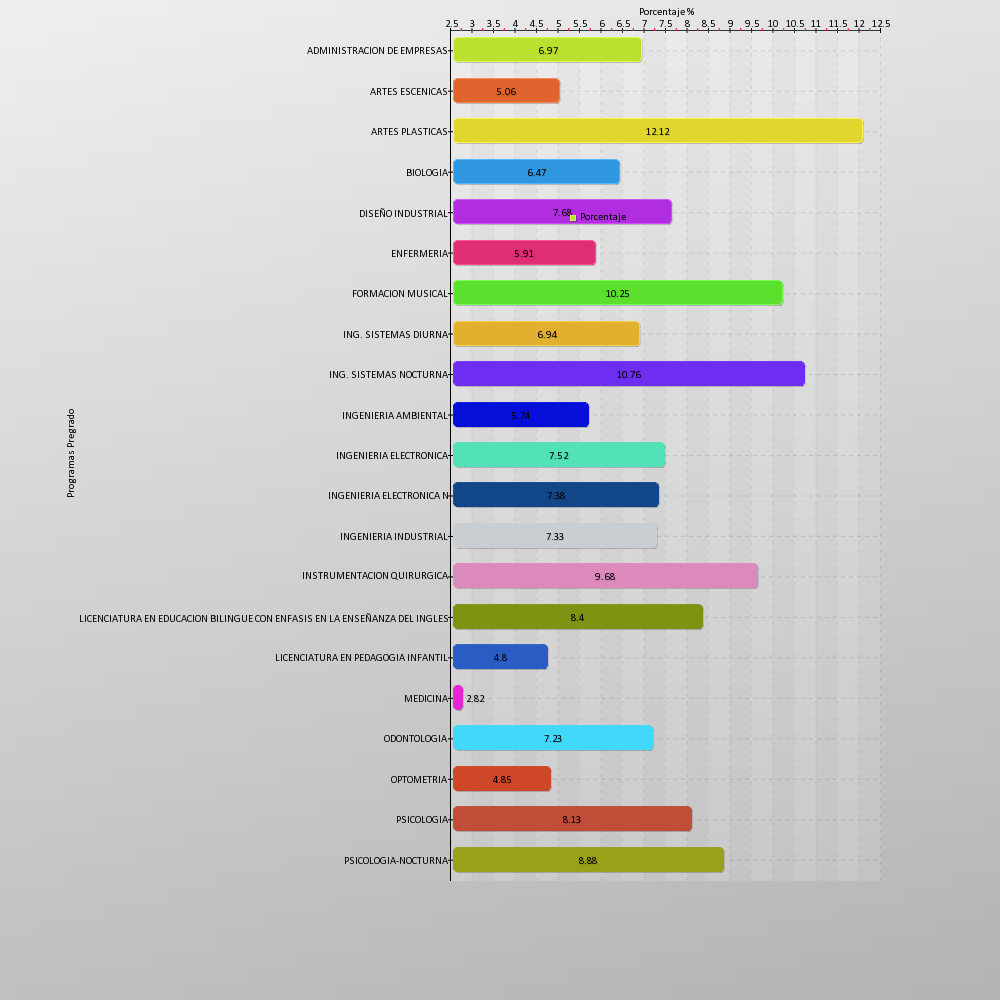 Porcentaje %
2.5 3 3.5 4 4.5 5 5.5 6 6.5 7 7.5 8 8.5 9 9.5 10 10.5 11 11.5 12 12.5
ADMINISTRACION DE EMPRESAS 6.97
ARTES ESCENICAS 5.06
ARTES PLASTICAS 12.12
BIOLOGIA 6.47
DISEÑO INDUSTRIAL 7.68
Porcentaje
ENFERMERIA 5.91
FORMACION MUSICAL 10.25
ING. SISTEMAS DIURNA 6.94
ING. SISTEMAS NOCTURNA 10.76
INGENIERIA AMBIENTAL 5.74
Programas Pregrado
INGENIERIA ELECTRONICA 7.52
INGENIERIA ELECTRONICA N 7.38
INGENIERIA INDUSTRIAL 7.33
INSTRUMENTACION QUIRURGICA 9.68
LICENCIATURA EN EDUCACION BILINGUE CON ENFASIS EN LA ENSEÑANZA DEL INGLES 8.4
LICENCIATURA EN PEDAGOGIA INFANTIL 4.8
MEDICINA 2.82
ODONTOLOGIA 7.23
OPTOMETRIA 4.85
PSICOLOGIA 8.13
PSICOLOGIA-NOCTURNA 8.88